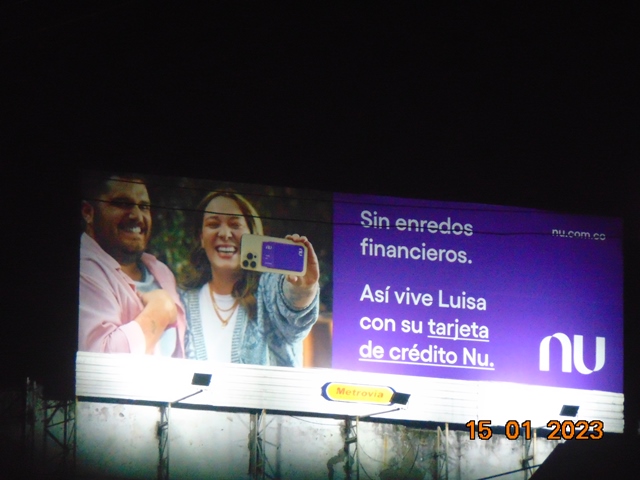 Sin enredos
financieros.
nu.com.co
Así vive Luisa
con su tarjeta
de crédito Nu.
nu
Metrovia
15 01 2023